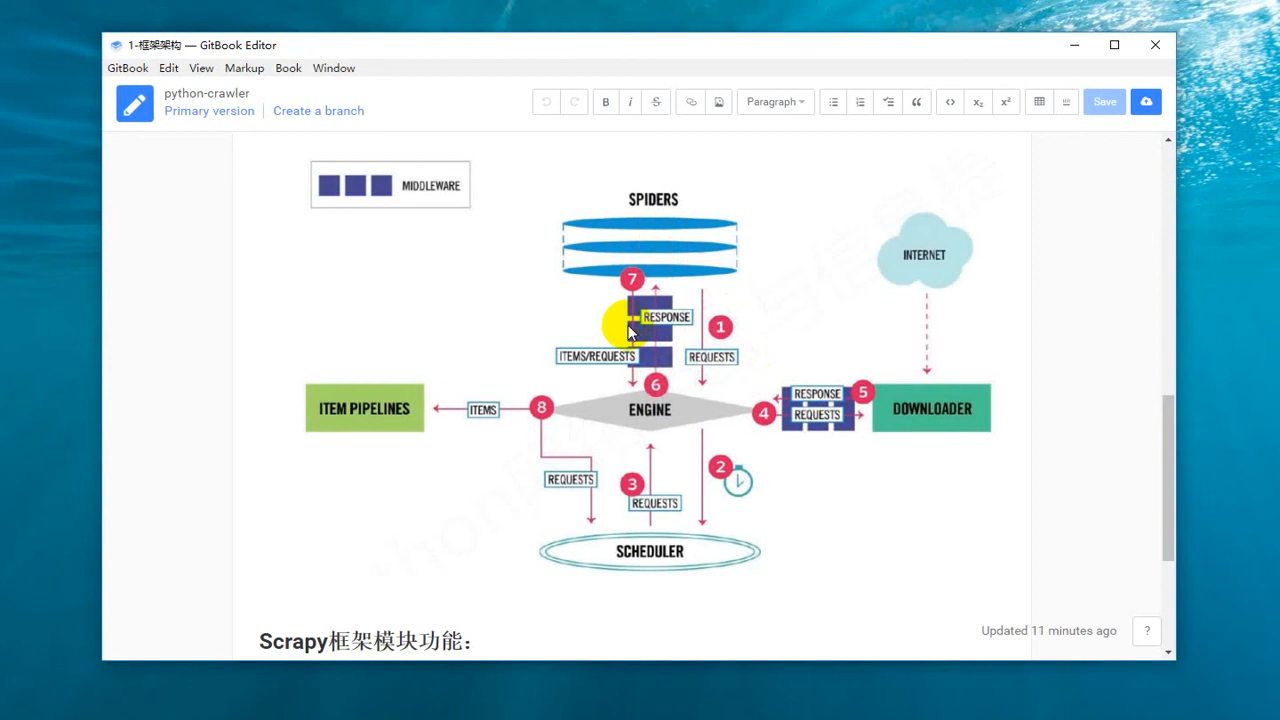 1-框架架构 — GitBook Editor
GitBook Edit View Markup Book Window
python-crawler
Primary version Create a branch
B i S Paragraph x₂ x² Save
MIDDLEWARE
SPIDERS
INTERNET
7
RESPONSE
1
ITEMS/REQUESTS
REQUESTS
6
ITEM PIPELINES
ITEMS
8
ENGINE
4
RESPONSE
REQUESTS
5
DOWNLOADER
REQUESTS
3
REQUESTS
2
SCHEDULER
Scrapy框架模块功能：
Updated 11 minutes ago
?